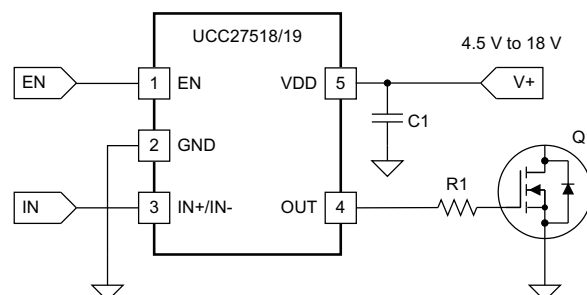 UCC27518/19
4.5 V to 18 V
EN 1 EN VDD 5 V+
C1
2 GND
Q
R1
IN 3 IN+/IN- OUT 4